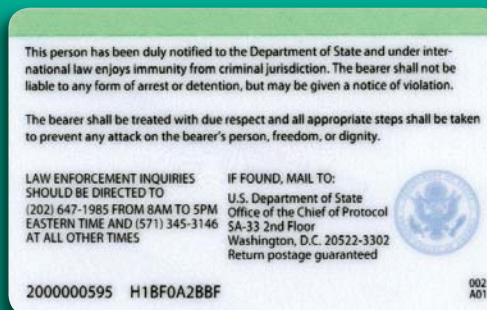 This person has been duly notified to the Department of State and under inter-
national law enjoys immunity from criminal jurisdiction. The bearer shall not be
liable to any form of arrest or detention, but may be given a notice of violation.
The bearer shall be treated with due respect and all appropriate steps shall be taken
to prevent any attack on the bearer's person, freedom, or dignity.
LAW ENFORCEMENT INQUIRIES
SHOULD BE DIRECTED TO
(202) 647-1985 FROM 8AM TO 5PM
EASTERN TIME AND (571) 345-3146
AT ALL OTHER TIMES
IF FOUND, MAIL TO:
U.S. Department of State
Office of the Chief of Protocol
SA-33 2nd Floor
Washington, D.C. 20522-3302
Return postage guaranteed
2000000595 H1BF0A2BBF
002
A01